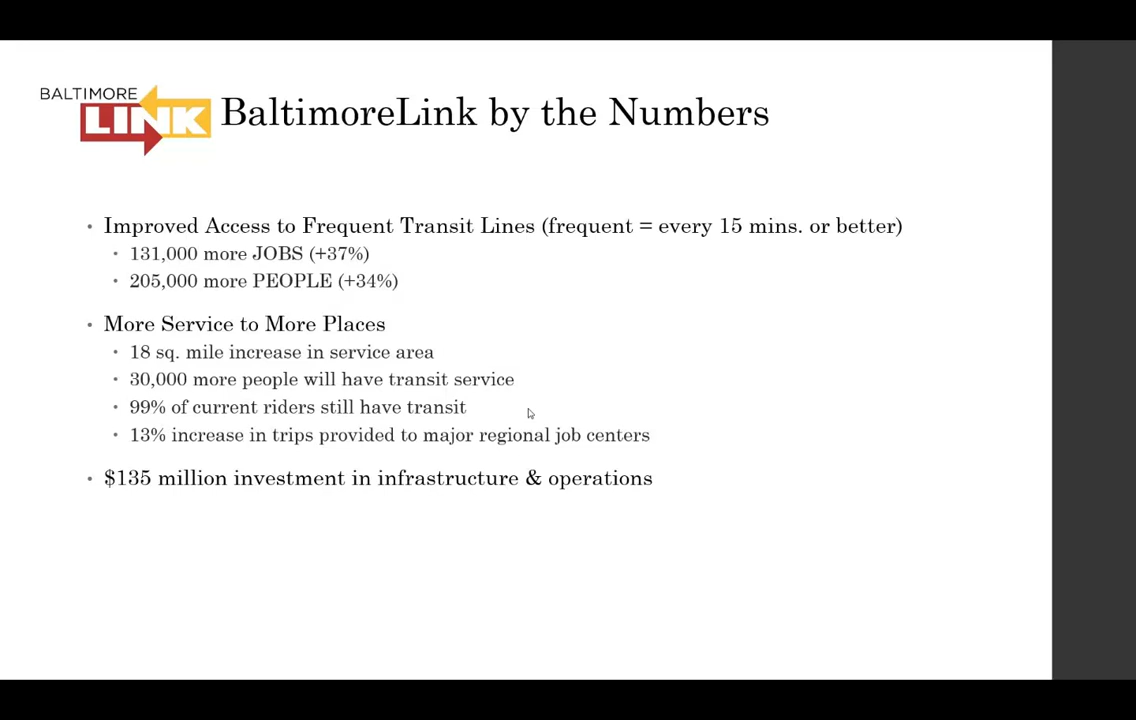 BALTIMORE
LINK
BaltimoreLink by the Numbers
• Improved Access to Frequent Transit Lines (frequent = every 15 mins. or better)
• 131,000 more JOBS (+37%)
• 205,000 more PEOPLE (+34%)
• More Service to More Places
• 18 sq. mile increase in service area
• 30,000 more people will have transit service
• 99% of current riders still have transit
• 13% increase in trips provided to major regional job centers
• $135 million investment in infrastructure & operations